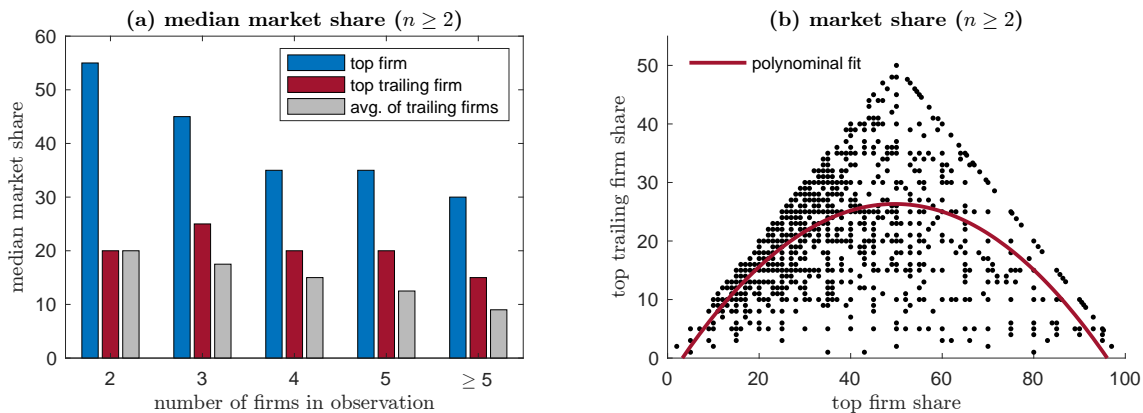 (a) median market share (n ≥ 2)
60
50
40
30
20
10
0
median market share
top firm
top trailing firm
avg. of trailing firms
2 3 4 5 ≥ 5
number of firms in observation
(b) market share (n ≥ 2)
50
40
30
20
10
0
top trailing firm share
polynominal fit
0 20 40 60 80 100
top firm share